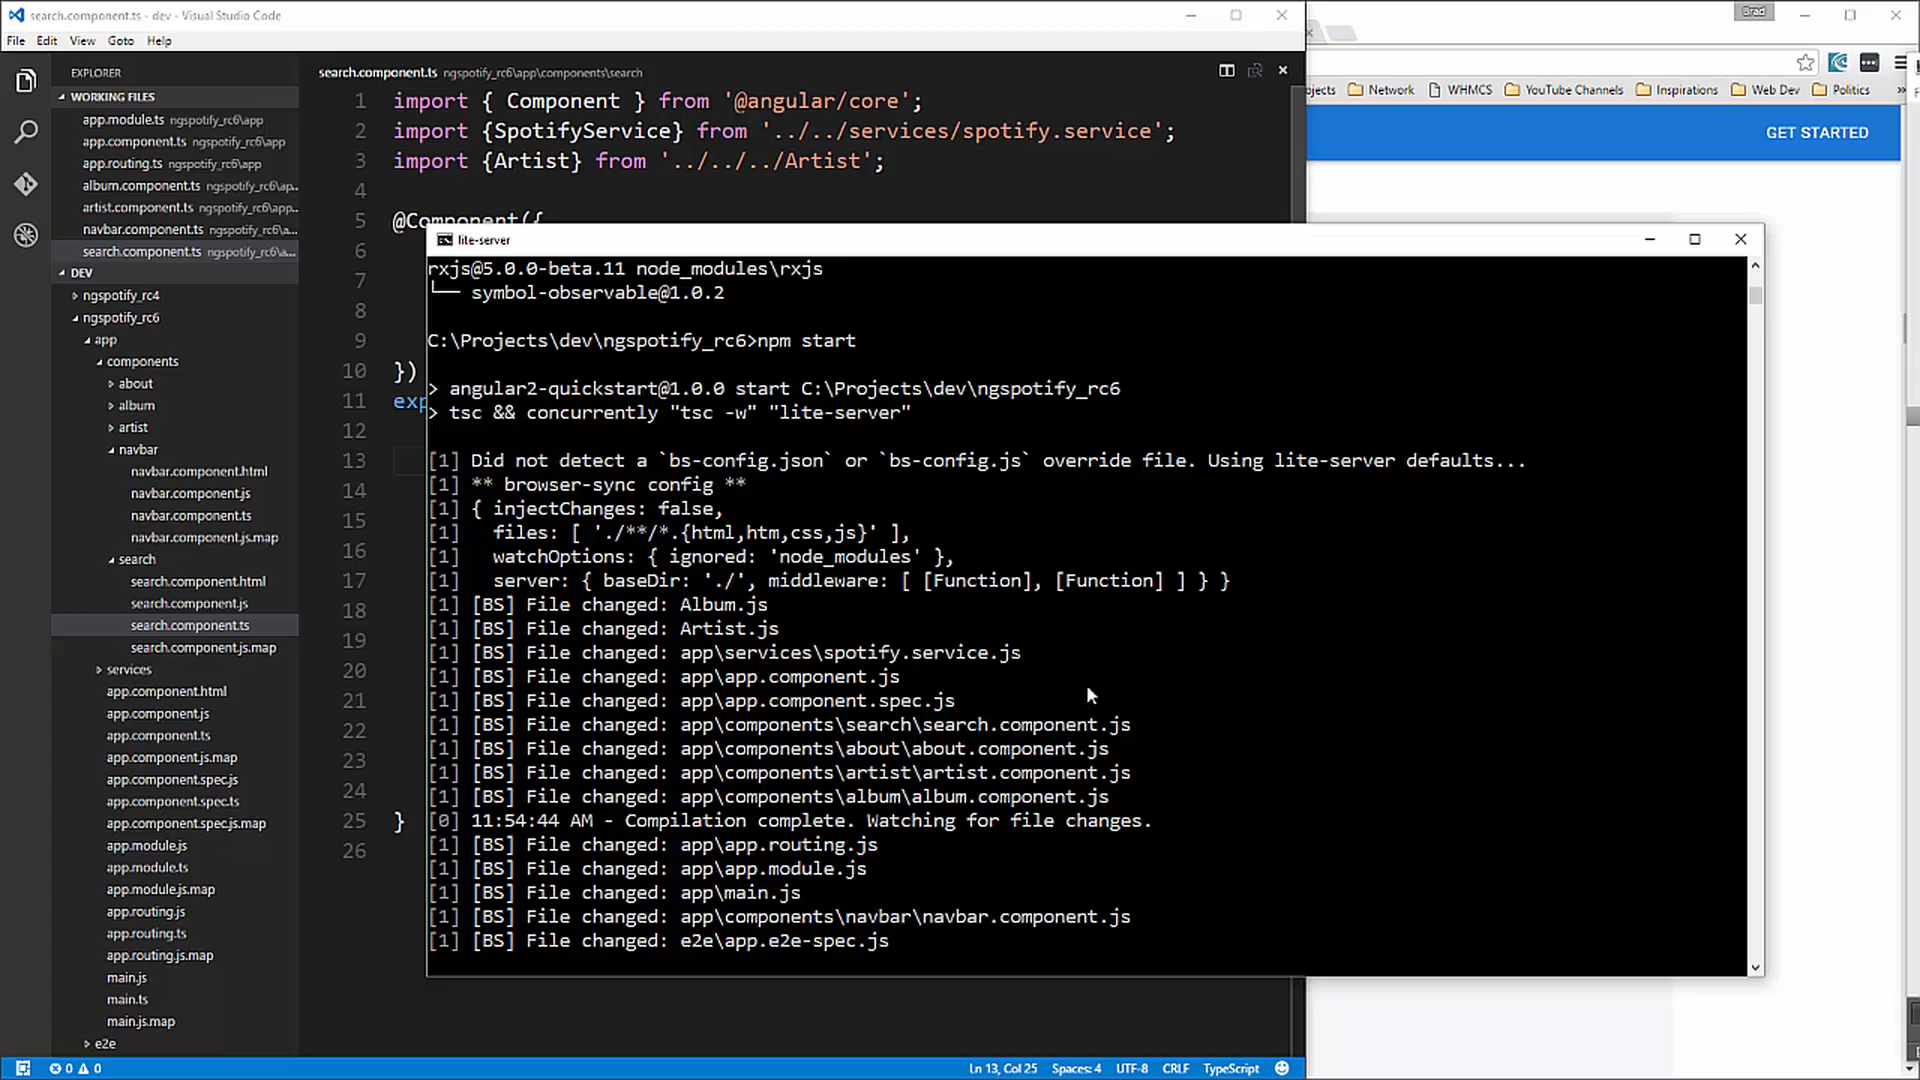 search.component.ts - dev - Visual Studio Code
Brad
File Edit View Goto Help
EXPLORER
WORKING FILES
app.module.ts ngspotify_rc6\app
app.component.ts ngspotify_rc6\app
app.routing.ts ngspotify_rc6\app
album.component.ts ngspotify_rc6\ap...
artist.component.ts ngspotify_rc6\app...
navbar.component.ts ngspotify_rc6\a...
search.component.ts ngspotify_rc6\a...
DEV
ngspotify_rc4
ngspotify_rc6
app
components
about
album
artist
navbar
navbar.component.html
navbar.component.js
navbar.component.ts
navbar.component.js.map
search
search.component.html
search.component.js
search.component.ts
search.component.js.map
services
app.component.html
app.component.js
app.component.ts
app.component.js.map
app.component.spec.js
app.component.spec.ts
app.component.spec.js.map
app.module.js
app.module.ts
app.module.js.map
app.routing.js
app.routing.ts
app.routing.js.map
main.js
main.ts
main.js.map
e2e
search.component.ts ngspotify_rc6\app\components\search
1 import { Component } from '@angular/core';
2 import {SpotifyService} from '../../services/spotify.service';
3 import {Artist} from '../../../Artist';
4
5 @Component({
6
7
8
9
10 })
11 exp
12
13
14
15
16
17
18
19
20
21
22
23
24
25 }
26
lite-server
rxjs@5.0.0-beta.11 node_modules\rxjs
└── symbol-observable@1.0.2
C:\Projects\dev\ngspotify_rc6>npm start
> angular2-quickstart@1.0.0 start C:\Projects\dev\ngspotify_rc6
> tsc && concurrently "tsc -w" "lite-server"
[1] Did not detect a `bs-config.json` or `bs-config.js` override file. Using lite-server defaults...
[1] ** browser-sync config **
[1] { injectChanges: false,
[1] files: [ './**/*.{html,htm,css,js}' ],
[1] watchOptions: { ignored: 'node_modules' },
[1] server: { baseDir: './', middleware: [ [Function], [Function] ] } }
[1] [BS] File changed: Album.js
[1] [BS] File changed: Artist.js
[1] [BS] File changed: app\services\spotify.service.js
[1] [BS] File changed: app\app.component.js
[1] [BS] File changed: app\app.component.spec.js
[1] [BS] File changed: app\components\search\search.component.js
[1] [BS] File changed: app\components\about\about.component.js
[1] [BS] File changed: app\components\artist\artist.component.js
[1] [BS] File changed: app\components\album\album.component.js
[0] 11:54:44 AM - Compilation complete. Watching for file changes.
[1] [BS] File changed: app\app.routing.js
[1] [BS] File changed: app\app.module.js
[1] [BS] File changed: app\main.js
[1] [BS] File changed: app\components\navbar\navbar.component.js
[1] [BS] File changed: e2e\app.e2e-spec.js
ojects Network WHMCS YouTube Channels Inspirations Web Dev Politics »
GET STARTED
0 0
Ln 13, Col 25 Spaces: 4 UTF-8 CRLF TypeScript